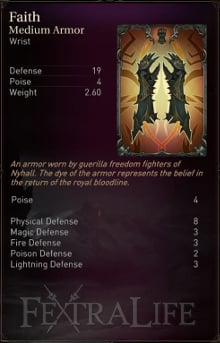 Faith
Medium Armor
Wrist
Defense 19
Poise 4
Weight 2.60
An armor worn by guerilla freedom fighters of
Nyhall. The dye of the armor represents the belief in
the return of the royal bloodline.
Poise 4
Physical Defense 8
Magic Defense 3
Fire Defense 3
Poison Defense 2
Lightning Defense 3
FEXTRALIFE